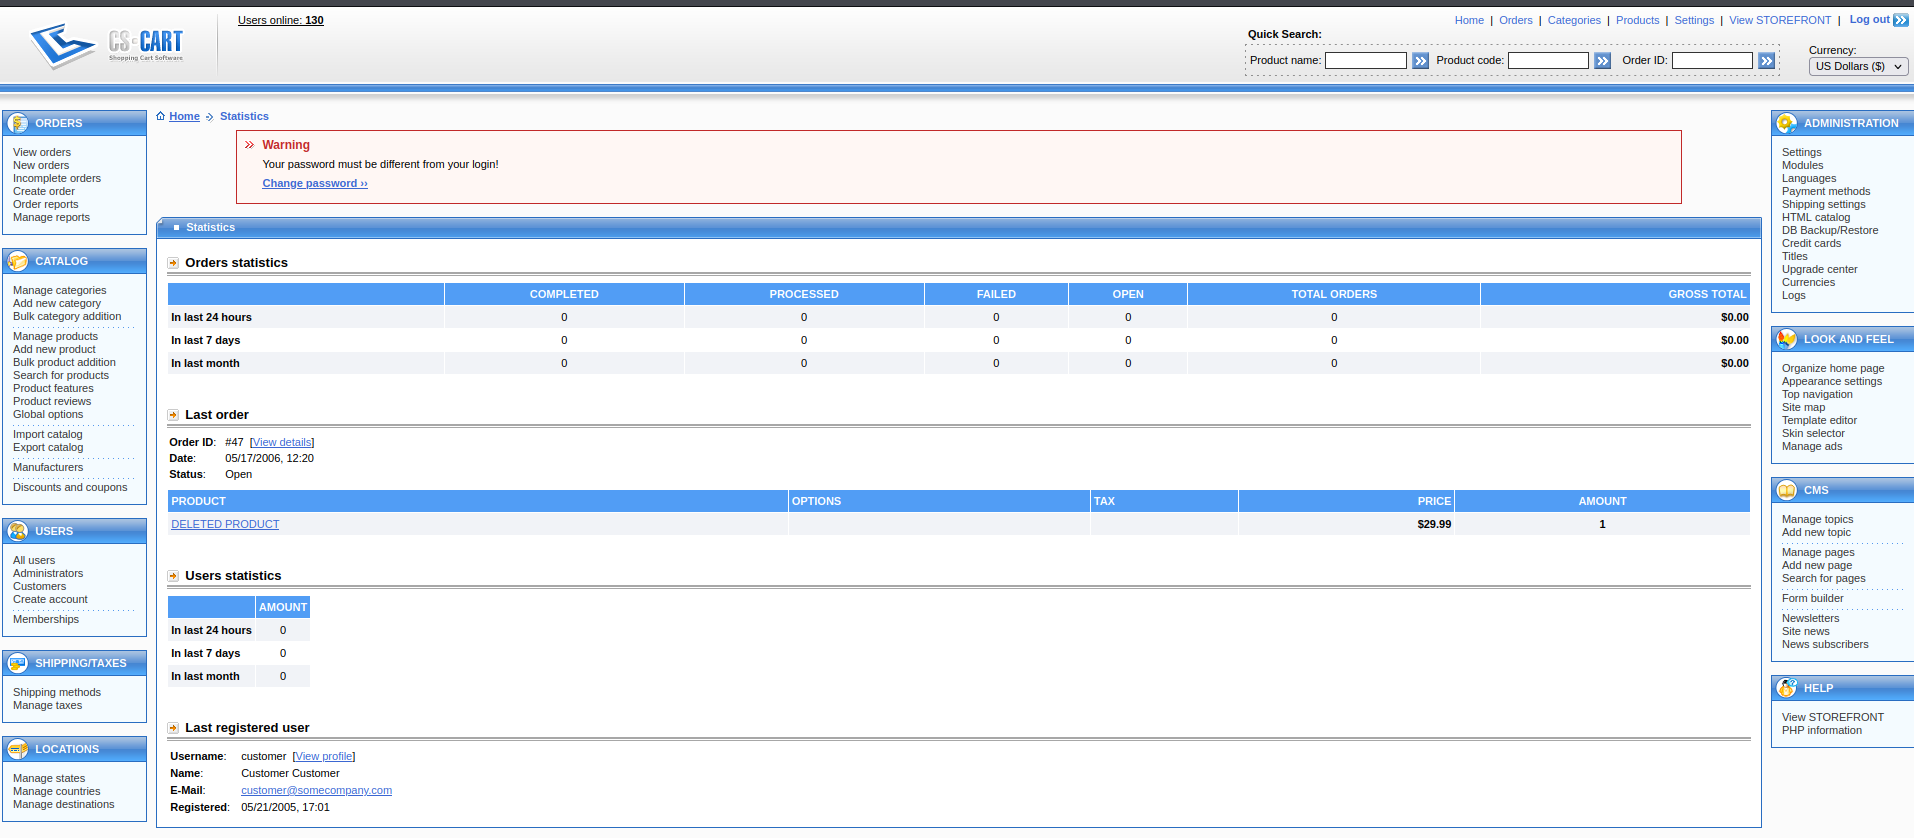 Users online: 130
Home | Orders | Categories | Products | Settings | View STOREFRONT | Log out
CS-CART
Shopping Cart Software
Quick Search:
Product name: Product code: Order ID:
Currency:
US Dollars ($)
ORDERS
View orders
New orders
Incomplete orders
Create order
Order reports
Manage reports
CATALOG
Manage categories
Add new category
Bulk category addition
Manage products
Add new product
Bulk product addition
Search for products
Product features
Product reviews
Global options
Import catalog
Export catalog
Manufacturers
Discounts and coupons
USERS
All users
Administrators
Customers
Create account
Memberships
SHIPPING/TAXES
Shipping methods
Manage taxes
LOCATIONS
Manage states
Manage countries
Manage destinations
Home Statistics
Warning
Your password must be different from your login!
Change password ››
Statistics
Orders statistics
COMPLETED PROCESSED FAILED OPEN TOTAL ORDERS GROSS TOTAL
In last 24 hours 0 0 0 0 0 $0.00
In last 7 days 0 0 0 0 0 $0.00
In last month 0 0 0 0 0 $0.00
Last order
Order ID: #47 [View details]
Date: 05/17/2006, 12:20
Status: Open
PRODUCT OPTIONS TAX PRICE AMOUNT
DELETED PRODUCT $29.99 1
Users statistics
AMOUNT
In last 24 hours 0
In last 7 days 0
In last month 0
Last registered user
Username: customer [View profile]
Name: Customer Customer
E-Mail: customer@somecompany.com
Registered: 05/21/2005, 17:01
ADMINISTRATION
Settings
Modules
Languages
Payment methods
Shipping settings
HTML catalog
DB Backup/Restore
Credit cards
Titles
Upgrade center
Currencies
Logs
LOOK AND FEEL
Organize home page
Appearance settings
Top navigation
Site map
Template editor
Skin selector
Manage ads
CMS
Manage topics
Add new topic
Manage pages
Add new page
Search for pages
Form builder
Newsletters
Site news
News subscribers
HELP
View STOREFRONT
PHP information